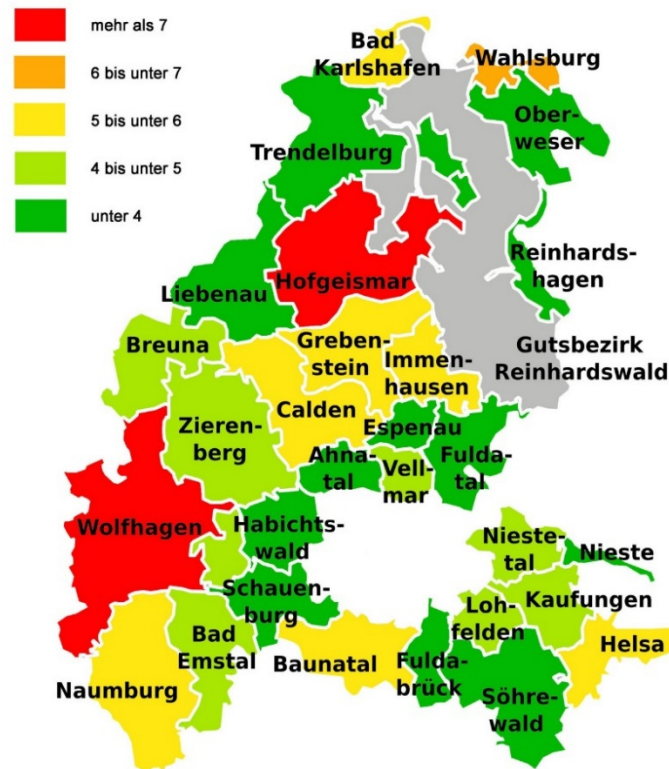 mehr als 7
6 bis unter 7
5 bis unter 6
4 bis unter 5
unter 4
Bad
Karlshafen
Wahlsburg
Ober-
weser
Trendelburg
Reinhards-
hagen
Hofgeismar
Liebenau
Breuna
Greben-
stein
Immen-
hausen
Gutsbezirk
Reinhardswald
Calden
Zieren-
berg
Espenau
Ahna-
tal
Vell-
mar
Fulda-
tal
Wolfhagen
Habichts-
wald
Nieste-
tal
Nieste
Schauen-
burg
Loh-
felden
Kaufungen
Bad
Emstal
Baunatal
Fulda-
brück
Helsa
Naumburg
Söhre-
wald